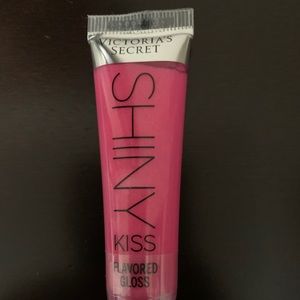 VICTORIA'S
SECRET
SHINY
KISS
FLAVORED
GLOSS